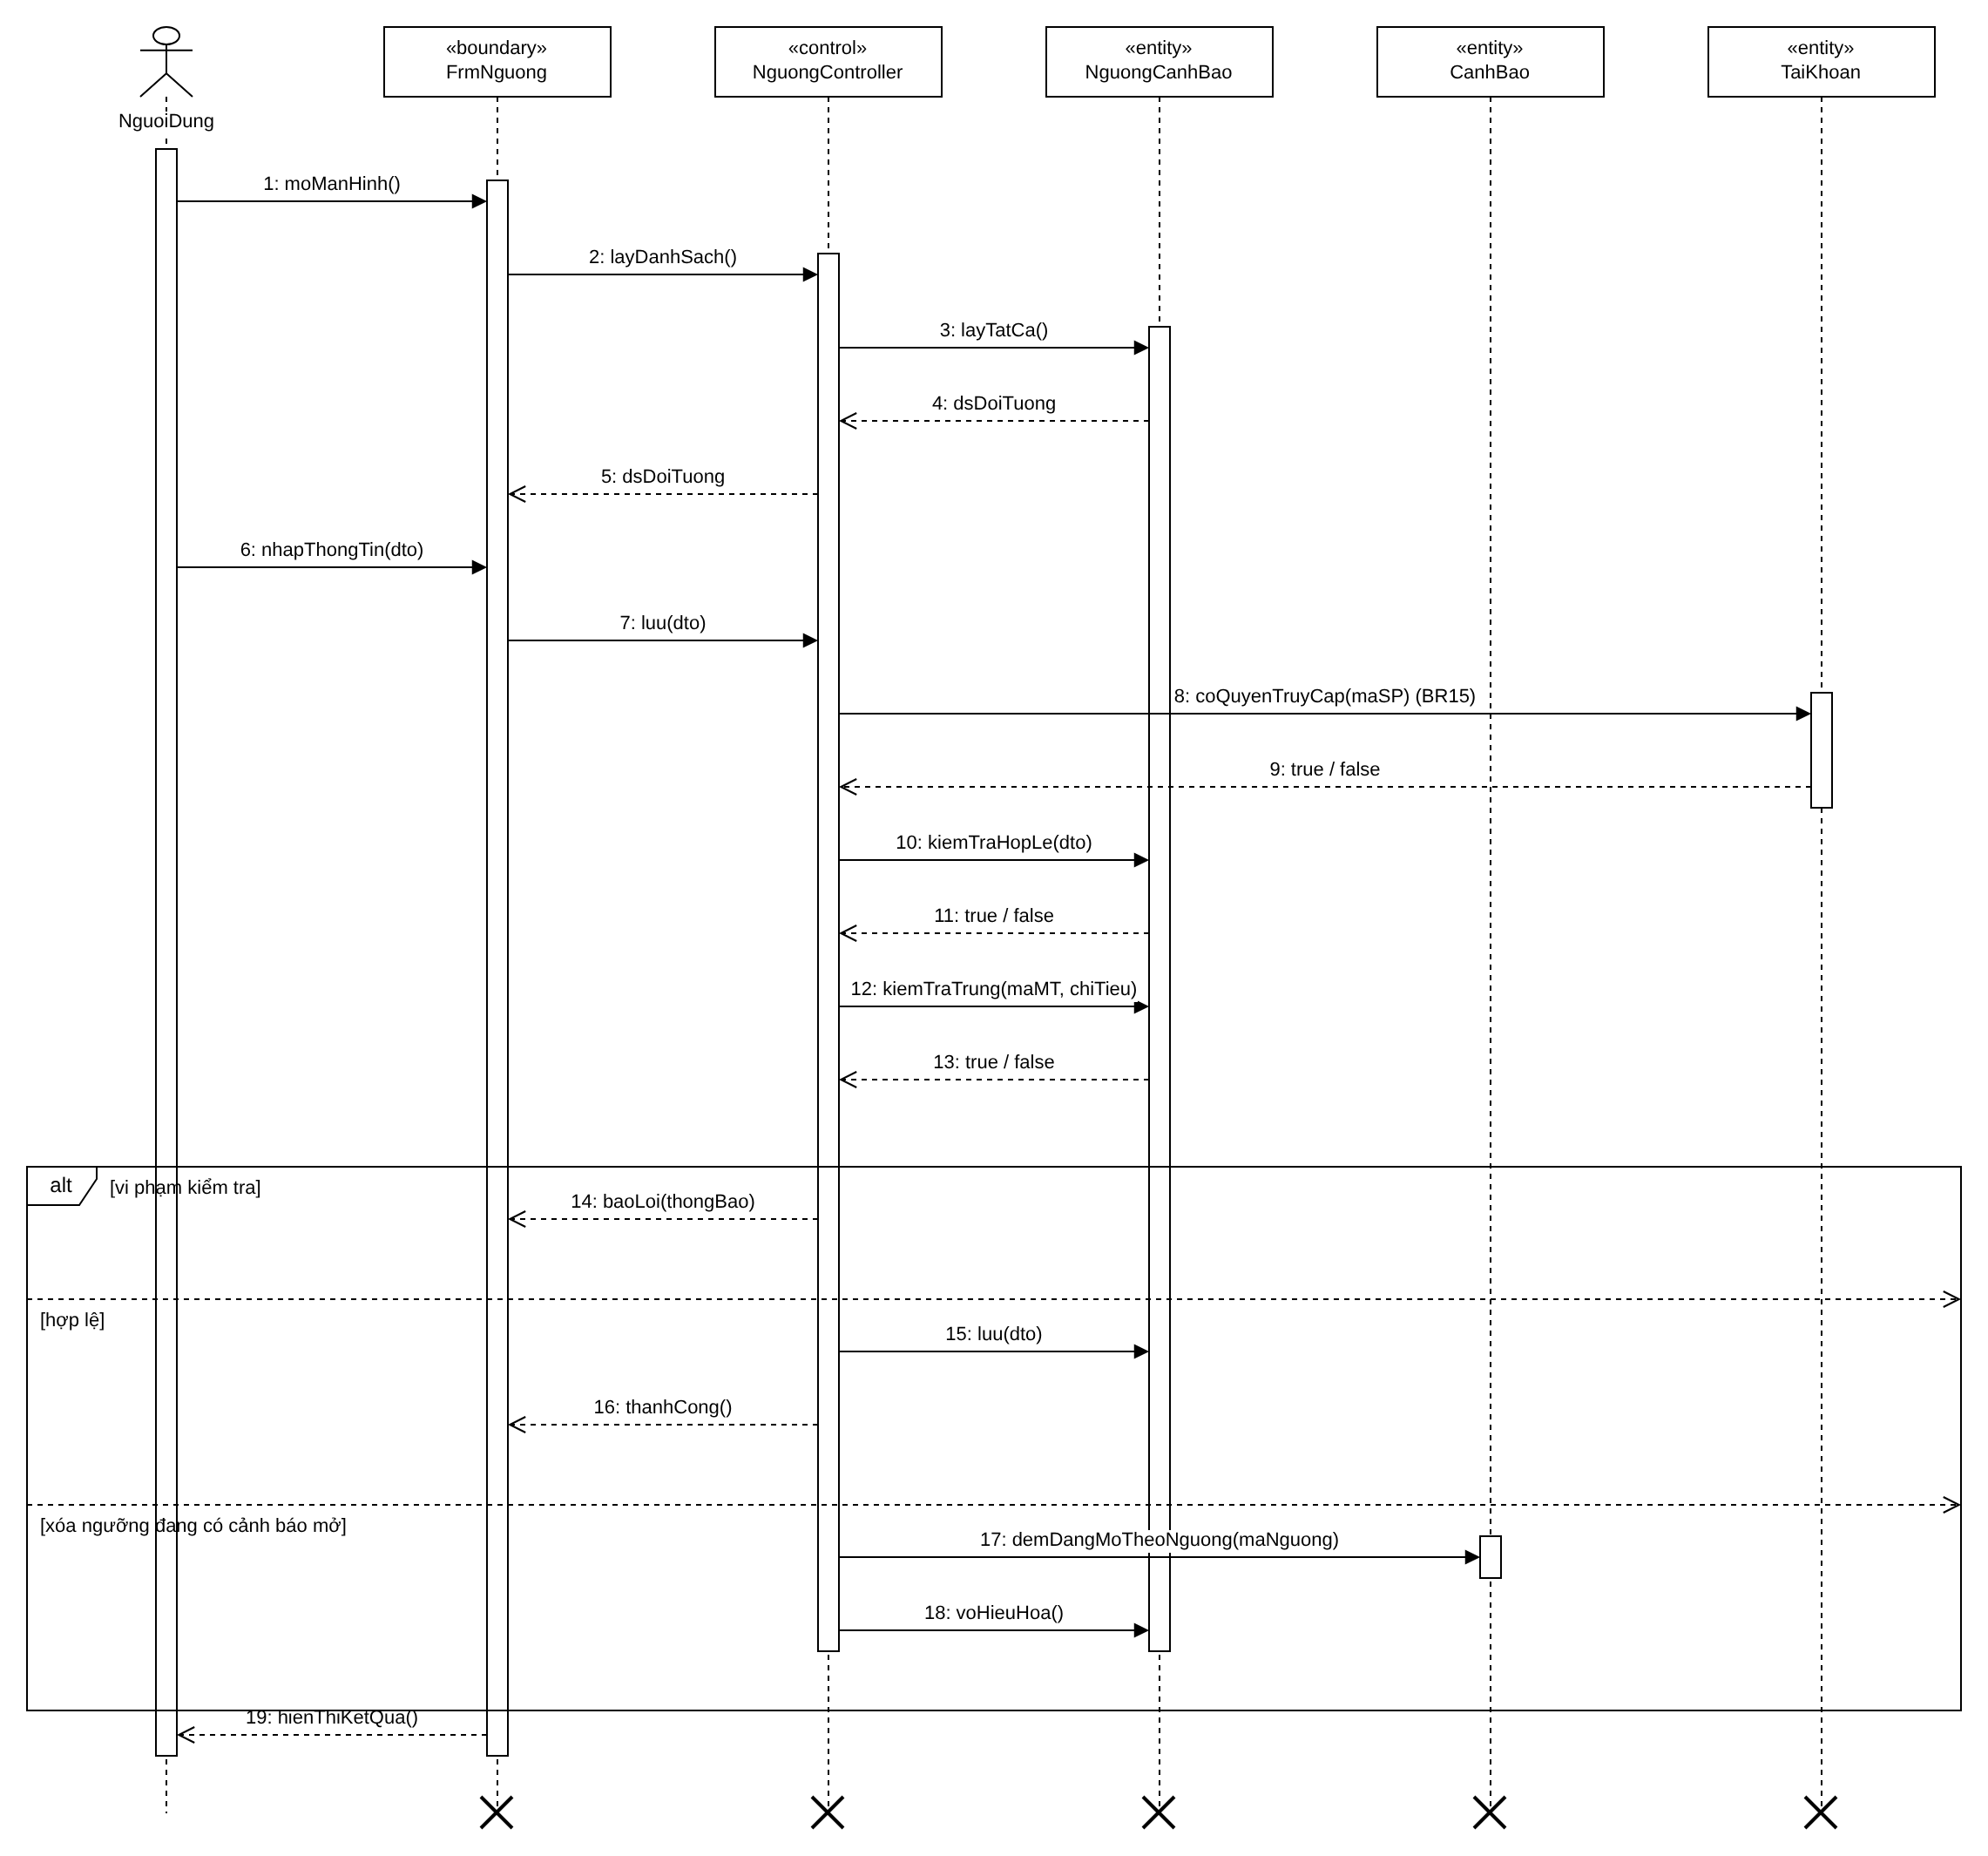 «boundary»
FrmNguong
«control»
NguongController
«entity»
NguongCanhBao
«entity»
CanhBao
«entity»
TaiKhoan
NguoiDung
1: moManHinh()
2: layDanhSach()
3: layTatCa()
4: dsDoiTuong
5: dsDoiTuong
6: nhapThongTin(dto)
7: luu(dto)
8: coQuyenTruyCap(maSP) (BR15)
9: true / false
10: kiemTraHopLe(dto)
11: true / false
12: kiemTraTrung(maMT, chiTieu)
13: true / false
alt
[vi phạm kiểm tra]
14: baoLoi(thongBao)
[hợp lệ]
15: luu(dto)
16: thanhCong()
[xóa ngưỡng đang có cảnh báo mở]
17: demDangMoTheoNguong(maNguong)
18: voHieuHoa()
19: hienThiKetQua()